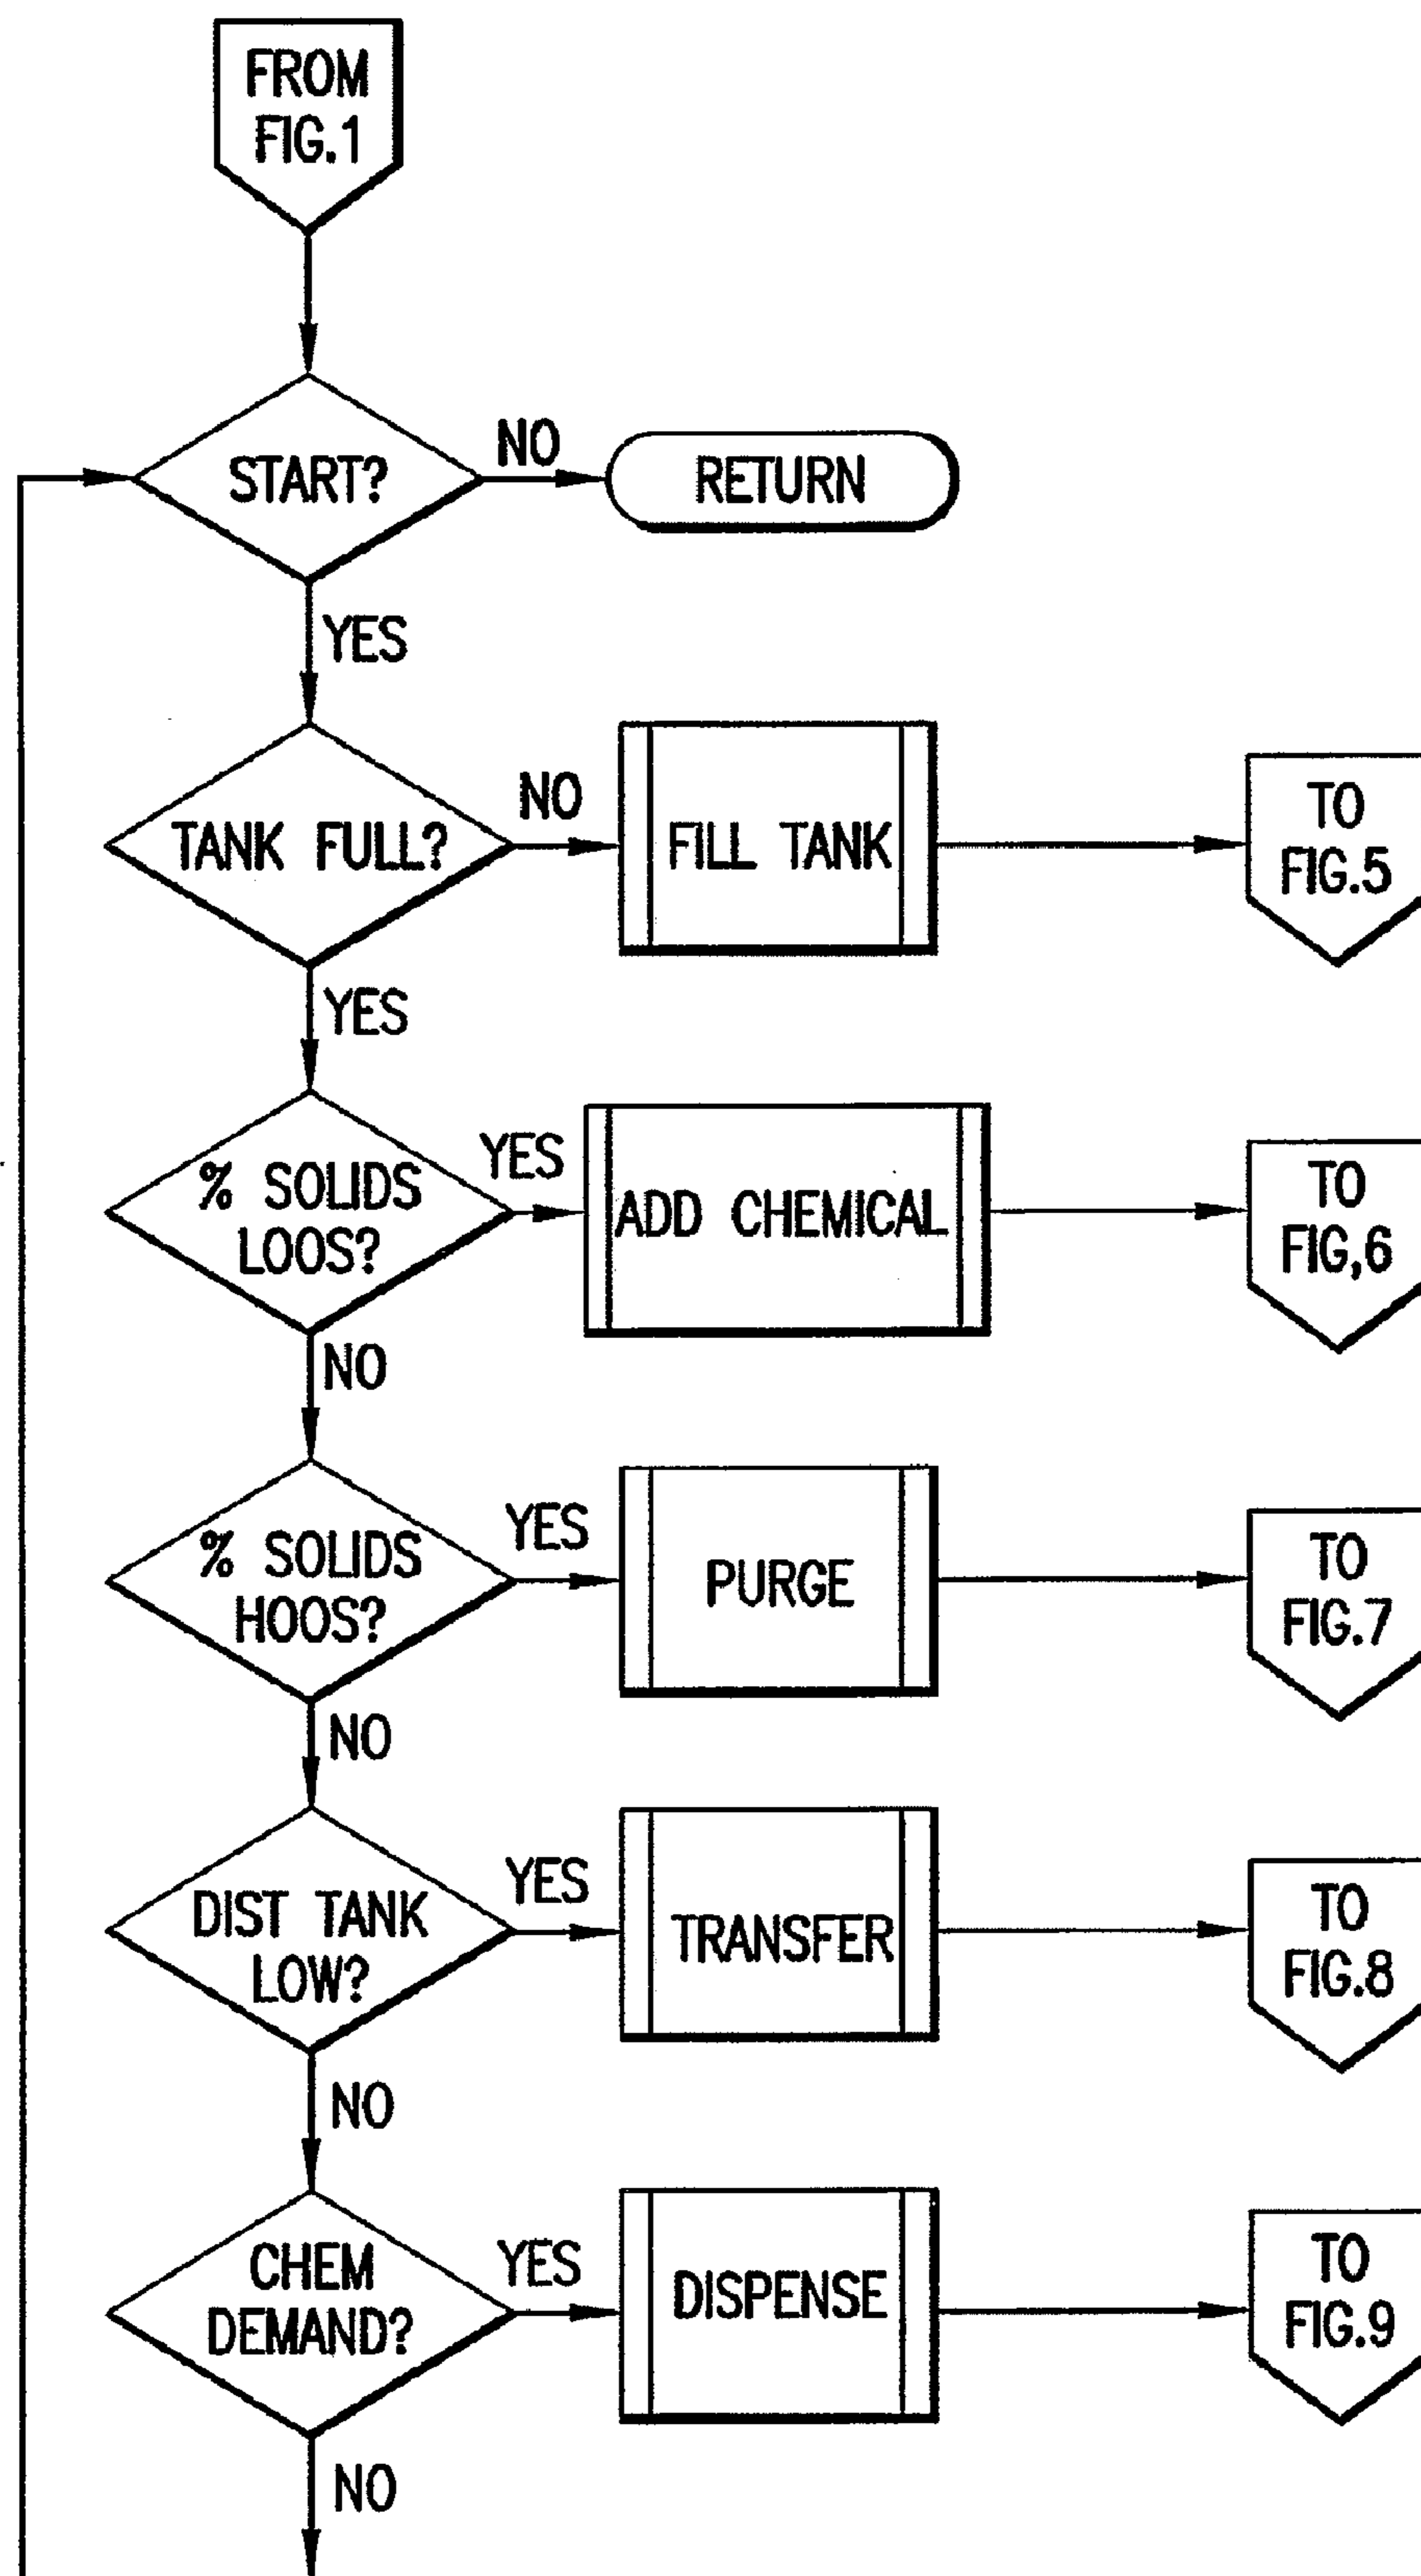 FROM
FIG.1
START?
NO
RETURN
YES
TANK FULL?
NO
FILL TANK
TO
FIG.5
YES
% SOLIDS
LOOS?
YES
ADD CHEMICAL
TO
FIG,6
NO
% SOLIDS
HOOS?
YES
PURGE
TO
FIG.7
NO
DIST TANK
LOW?
YES
TRANSFER
TO
FIG.8
NO
CHEM
DEMAND?
YES
DISPENSE
TO
FIG.9
NO